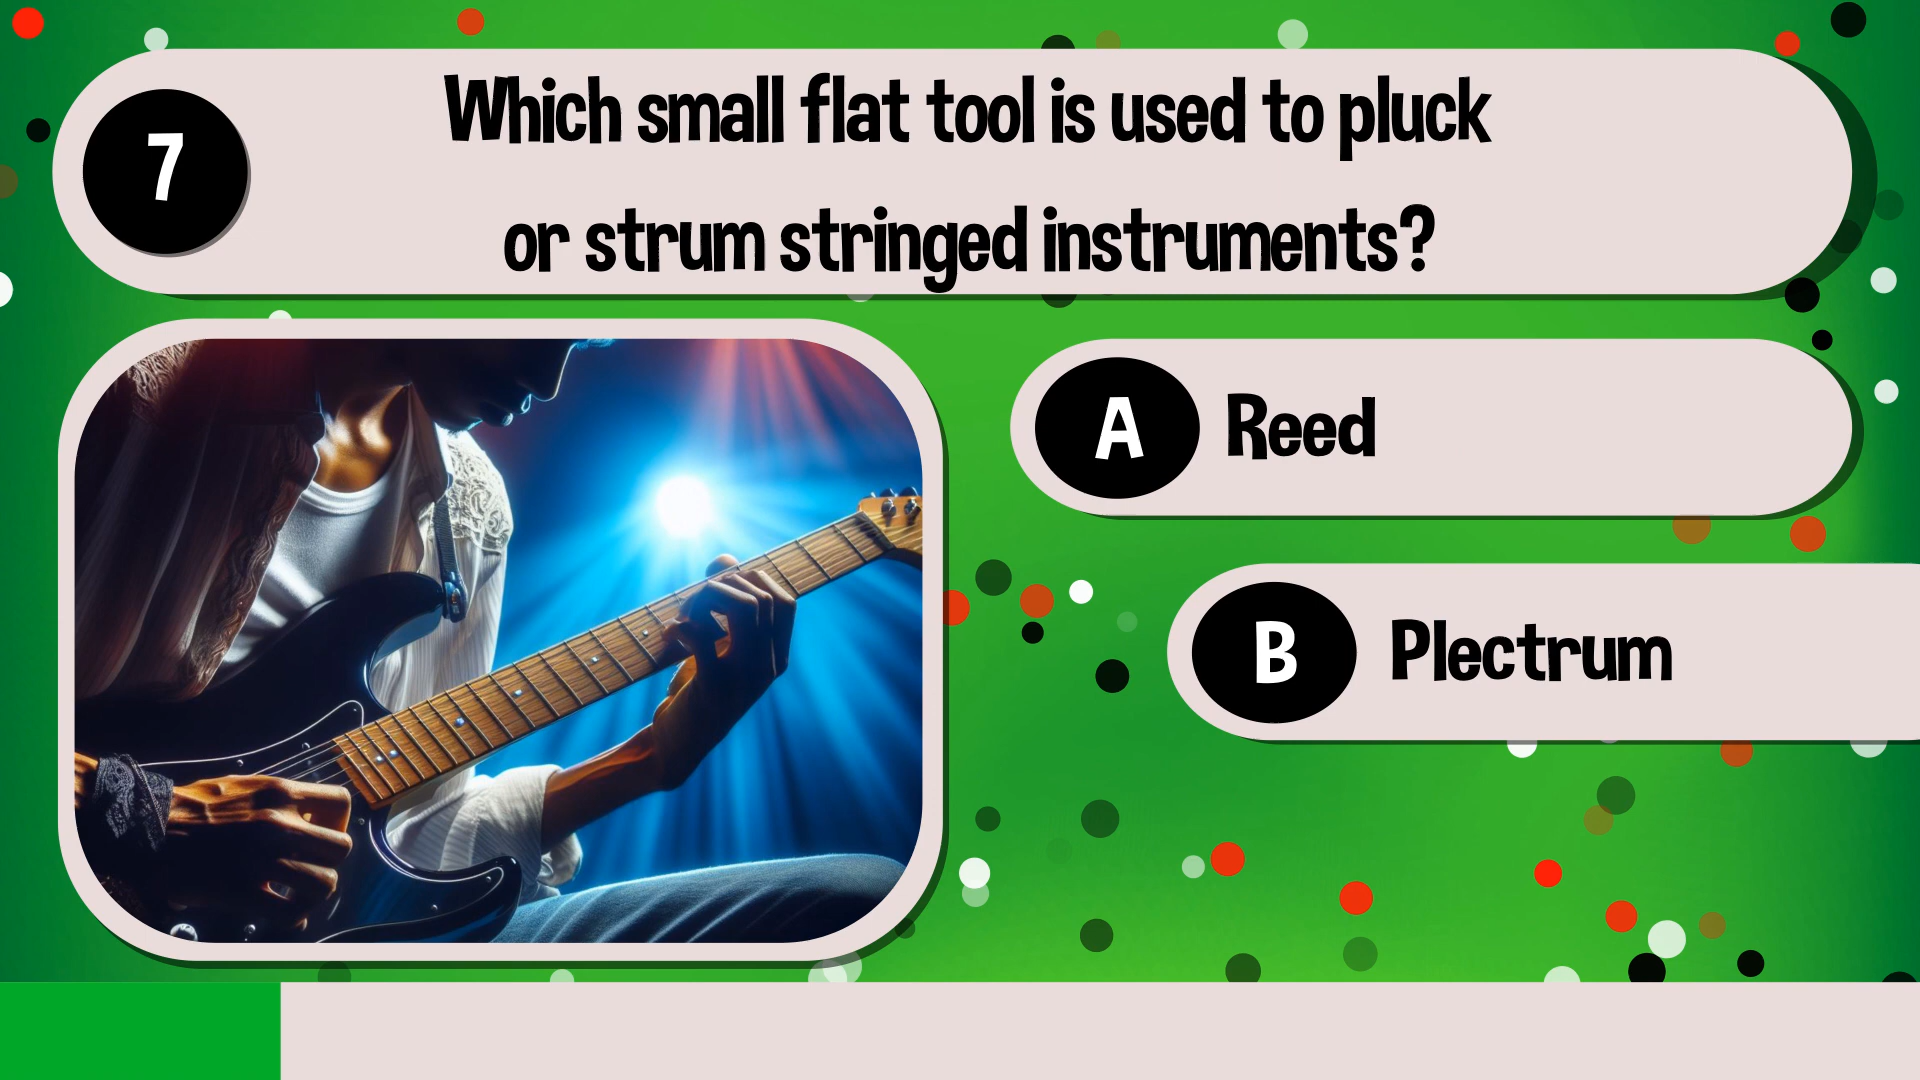 7
Which small flat tool is used to pluck
or strum stringed instruments?
A Reed
B Plectrum